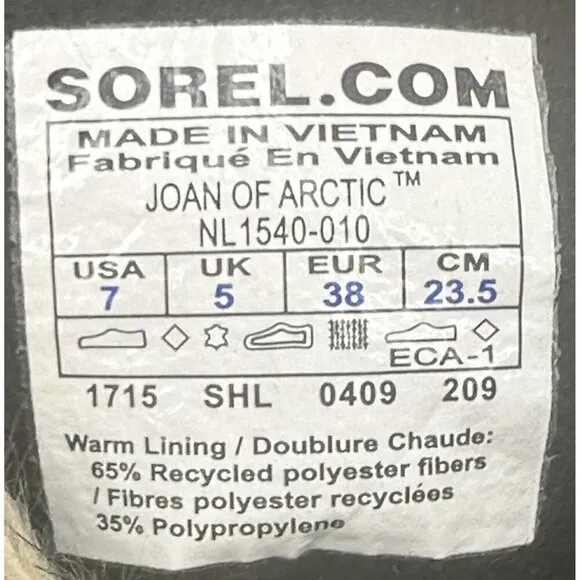 SOREL.COM
MADE IN VIETNAM
Fabriqué En Vietnam
JOAN OF ARCTIC™
NL1540-010
USA UK EUR CM
7 5 38 23.5
ECA-1
1715 SHL 0409 209
Warm Lining / Doublure Chaude:
65% Recycled polyester fibers
/ Fibres polyester recyclées
35% Polypropylene